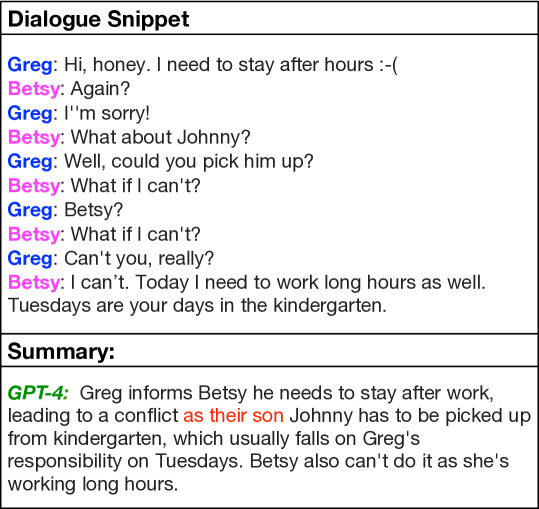 Dialogue Snippet
Greg: Hi, honey. I need to stay after hours :-(
Betsy: Again?
Greg: I''m sorry!
Betsy: What about Johnny?
Greg: Well, could you pick him up?
Betsy: What if I can't?
Greg: Betsy?
Betsy: What if I can't?
Greg: Can't you, really?
Betsy: I can’t. Today I need to work long hours as well.
Tuesdays are your days in the kindergarten.
Summary:
GPT-4: Greg informs Betsy he needs to stay after work,
leading to a conflict as their son Johnny has to be picked up
from kindergarten, which usually falls on Greg's
responsibility on Tuesdays. Betsy also can't do it as she's
working long hours.